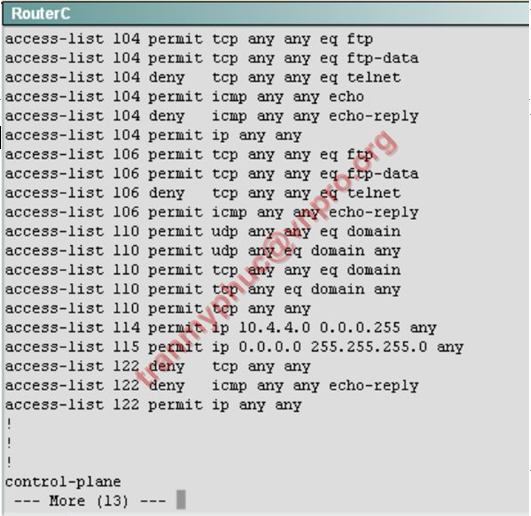 RouterC
access-list 104 permit tcp any any eq ftp
access-list 104 permit tcp any any eq ftp-data
access-list 104 deny   tcp any any eq telnet
access-list 104 permit icmp any any echo
access-list 104 deny   icmp any any echo-reply
access-list 104 permit ip any any
access-list 106 permit tcp any any eq ftp
access-list 106 permit tcp any any eq ftp-data
access-list 106 deny   tcp any any eq telnet
access-list 106 permit icmp any any echo-reply
access-list 110 permit udp any any eq domain
access-list 110 permit udp any eq domain any
access-list 110 permit tcp any any eq domain
access-list 110 permit tcp any eq domain any
access-list 110 permit tcp any any
access-list 114 permit ip 10.4.4.0 0.0.0.255 any
access-list 115 permit ip 0.0.0.0 255.255.255.0 any
access-list 122 deny   tcp any any
access-list 122 deny   icmp any any echo-reply
access-list 122 permit ip any any
!
!
!
control-plane
--- More (13) ---
tranmyphuc@vnpro.org